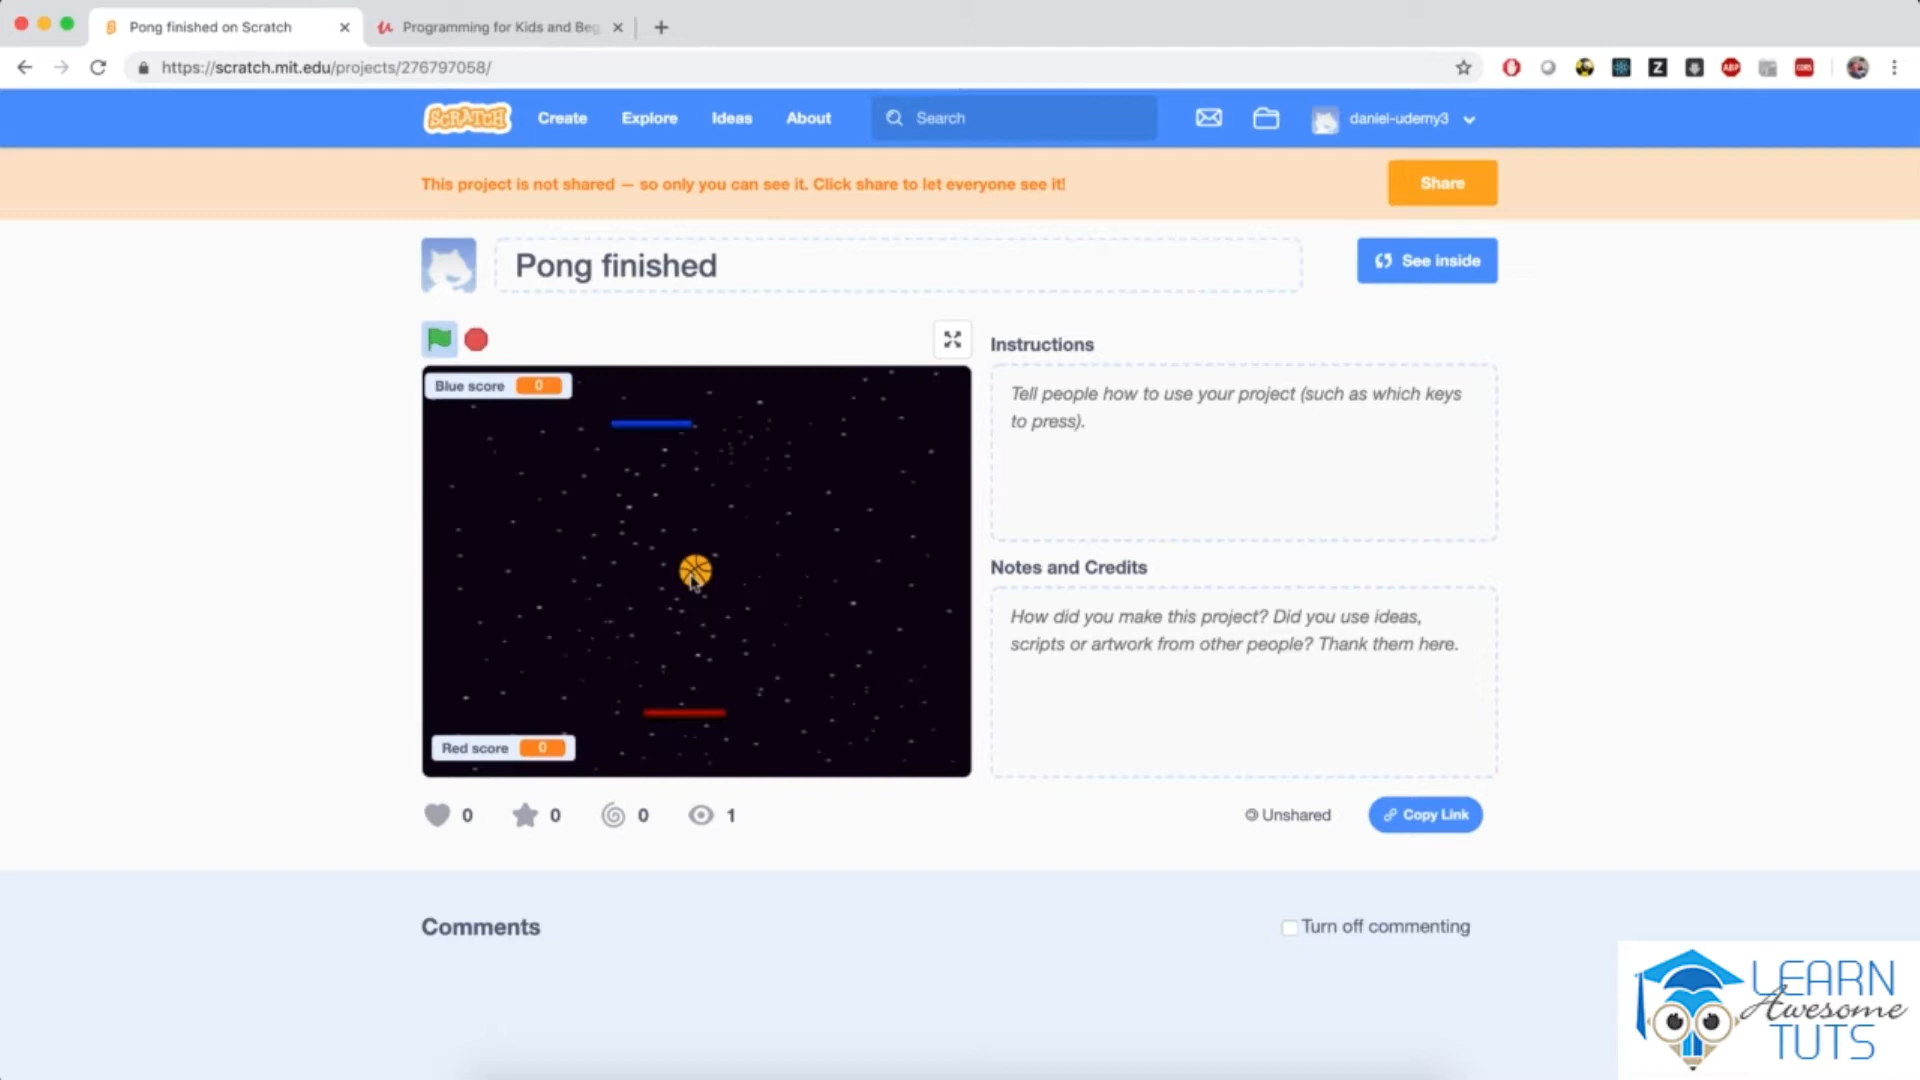 Pong finished on Scratch
Programming for Kids and Beg
https://scratch.mit.edu/projects/276797058/
SCRATCH
Create
Explore
Ideas
About
Search
daniel-udemy3
This project is not shared — so only you can see it. Click share to let everyone see it!
Share
Pong finished
See inside
Instructions
Tell people how to use your project (such as which keys
to press).
Blue score 0
Red score 0
Notes and Credits
How did you make this project? Did you use ideas,
scripts or artwork from other people? Thank them here.
0
0
0
1
Unshared
Copy Link
Comments
Turn off commenting
LEARN
Awesome
TUTS